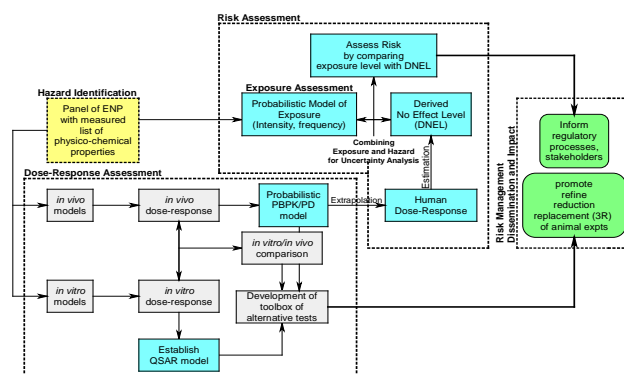 Risk Assessment
Assess Risk
by comparing
exposure level with DNEL
Hazard Identification
Panel of ENP
with measured
list of
physico-chemical
properties
Exposure Assessment
Probabilistic Model of
Exposure
(Intensity, frequency)
Derived
No Effect Level
(DNEL)
Combining
Exposure and Hazard
for Uncertainty Analysis
Estimation
Inform
regulatory
processes,
stakeholders
promote
refine
reduction
replacement (3R)
of animal expts
Risk Management
Dissemination and Impact
Dose-Response Assessment
in vivo
models
in vivo
dose-response
Probabilistic
PBPK/PD
model
Extrapolation
Human
Dose-Response
in vitro/in vivo
comparison
in vitro
models
in vitro
dose-response
Development of
toolbox of
alternative tests
Establish
QSAR model